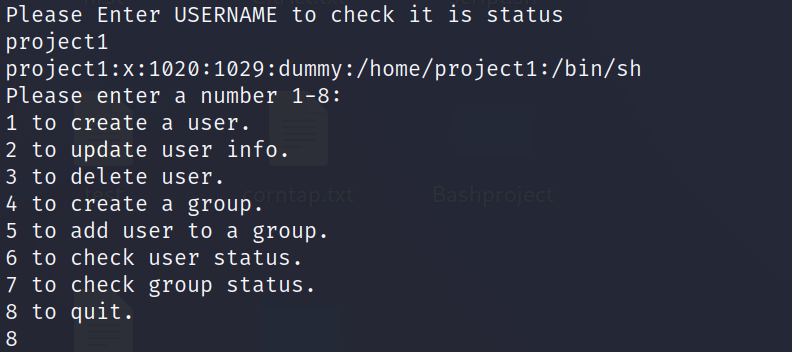 Please Enter USERNAME to check it is status
project1
project1:x:1020:1029:dummy:/home/project1:/bin/sh
Please enter a number 1-8:
1 to create a user.
2 to update user info.
3 to delete user.
4 to create a group.
corntap.txt
Bashproject
5 to add user to a group.
6 to check user status.
7 to check group status.
8 to quit.
8